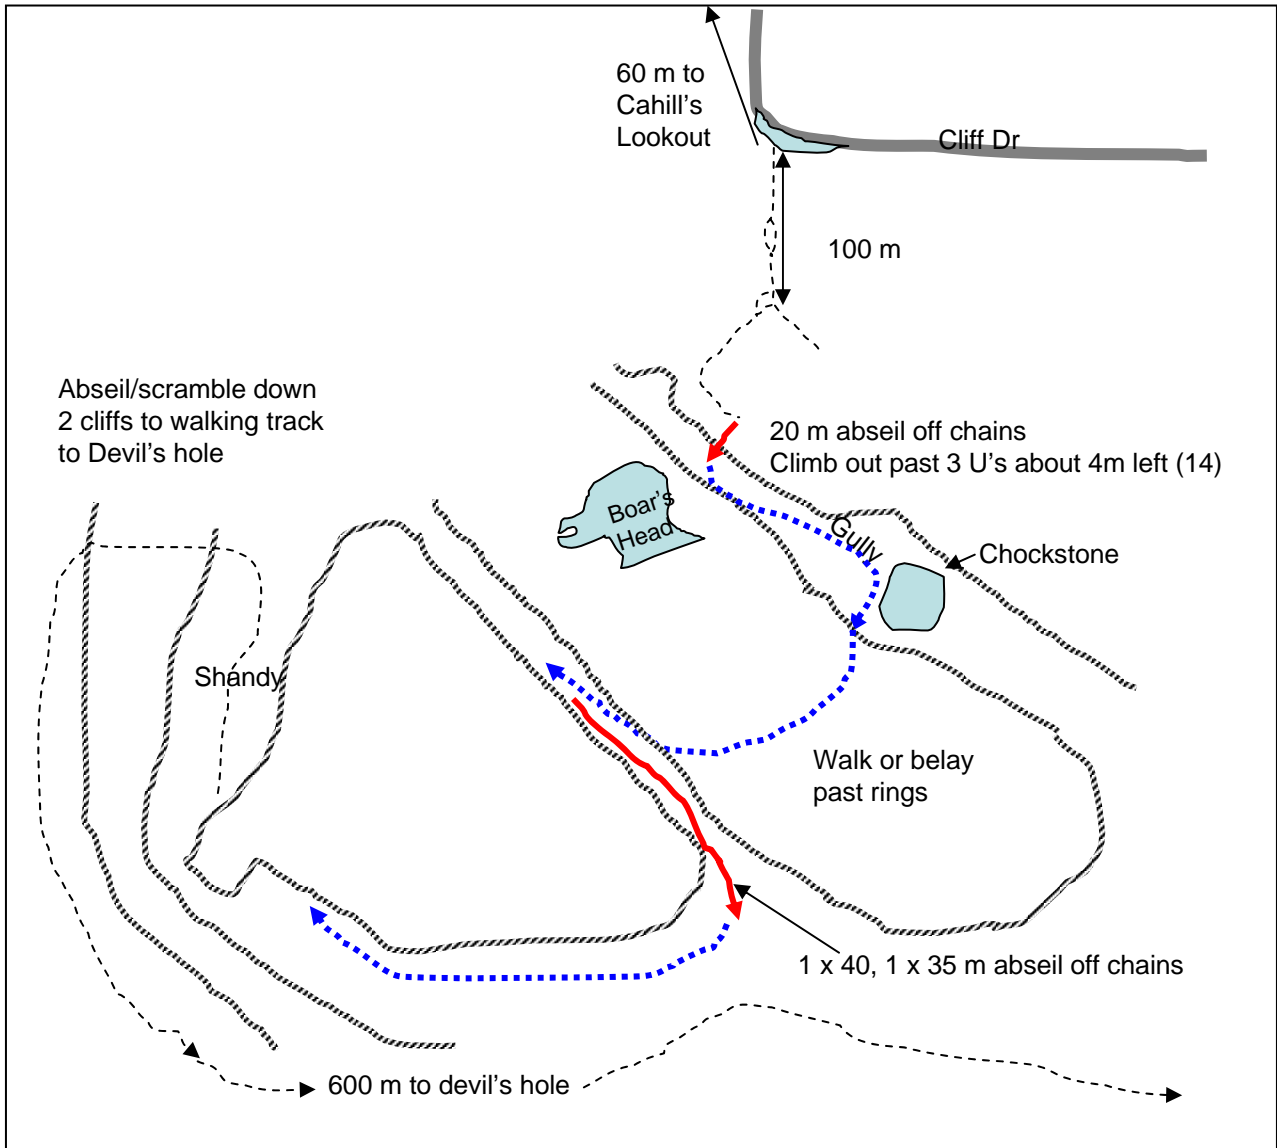 60 m to
Cahill's
Lookout
Cliff Dr
100 m
Abseil/scramble down
2 cliffs to walking track
to Devil's hole
20 m abseil off chains
Climb out past 3 U's about 4m left (14)
Boar's
Head
Gully
Chockstone
Shandy
Walk or belay
past rings
1 x 40, 1 x 35 m abseil off chains
600 m to devil's hole